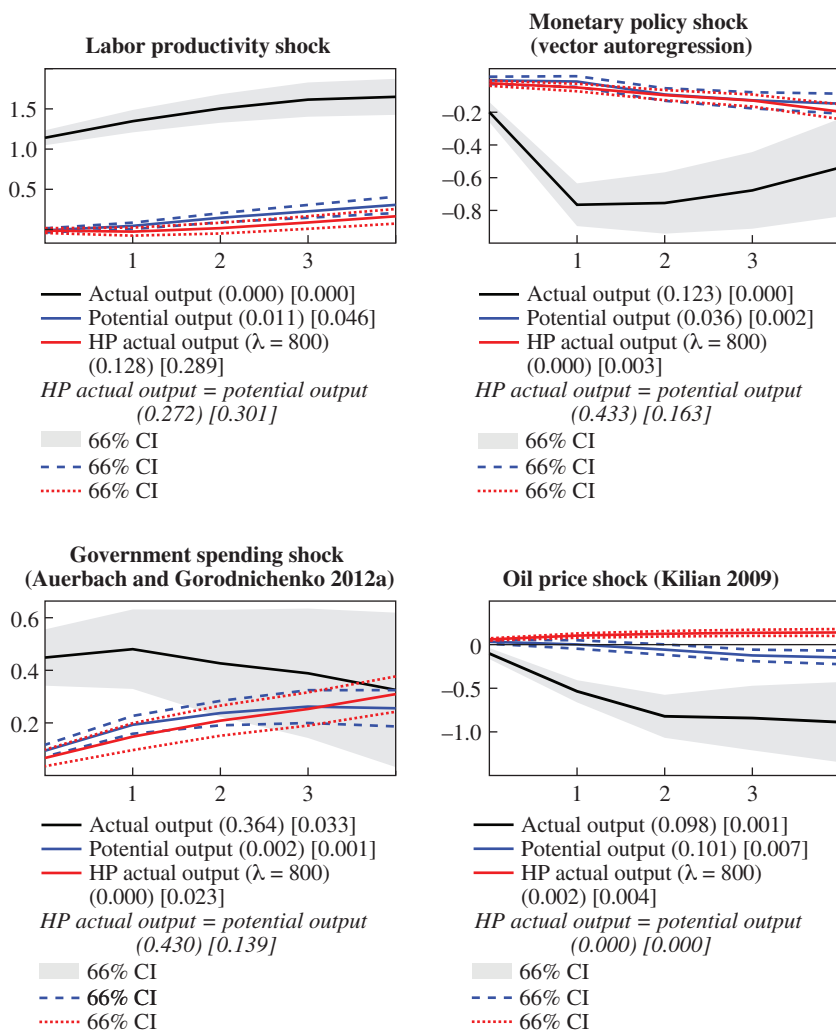 Labor productivity shock
1.5
1.0
0.5
1 2 3
Actual output (0.000) [0.000]
Potential output (0.011) [0.046]
HP actual output (λ = 800)
(0.128) [0.289]
HP actual output = potential output
(0.272) [0.301]
66% CI
66% CI
66% CI
Monetary policy shock
(vector autoregression)
−0.2
−0.4
−0.6
−0.8
1 2 3
Actual output (0.123) [0.000]
Potential output (0.036) [0.002]
HP actual output (λ = 800)
(0.000) [0.003]
HP actual output = potential output
(0.433) [0.163]
66% CI
66% CI
66% CI
Government spending shock
(Auerbach and Gorodnichenko 2012a)
0.6
0.4
0.2
1 2 3
Actual output (0.364) [0.033]
Potential output (0.002) [0.001]
HP actual output (λ = 800)
(0.000) [0.023]
HP actual output = potential output
(0.430) [0.139]
66% CI
66% CI
66% CI
Oil price shock (Kilian 2009)
0
−0.5
−1.0
1 2 3
Actual output (0.098) [0.001]
Potential output (0.101) [0.007]
HP actual output (λ = 800)
(0.002) [0.004]
HP actual output = potential output
(0.000) [0.000]
66% CI
66% CI
66% CI